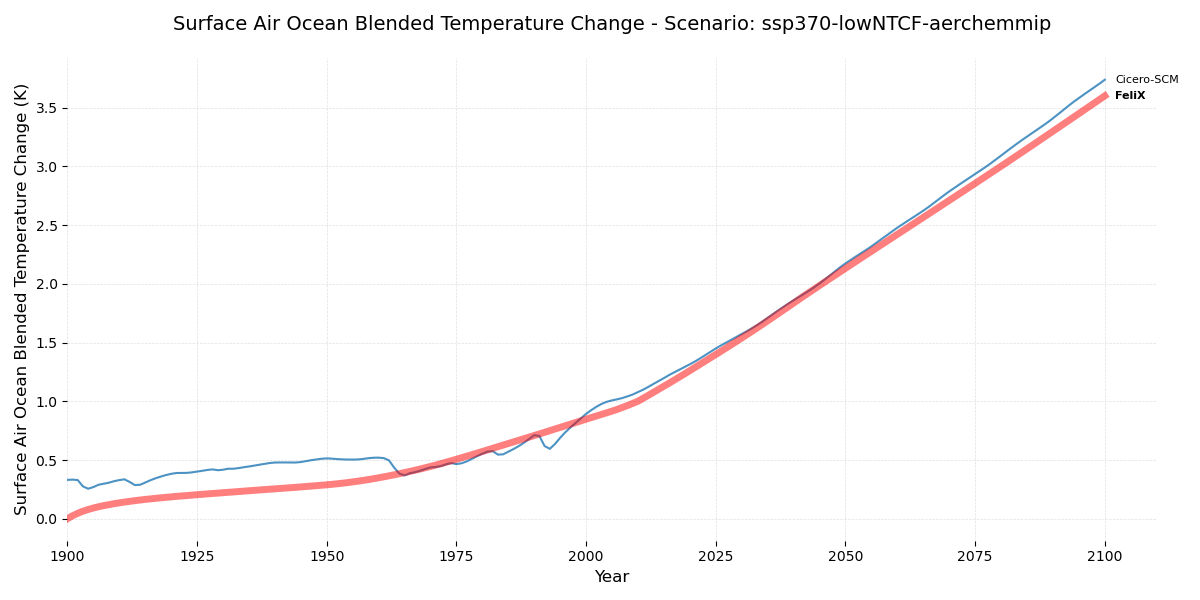 Surface Air Ocean Blended Temperature Change - Scenario: ssp370-lowNTCF-aerchemmip
Surface Air Ocean Blended Temperature Change (K)
3.5
3.0
2.5
2.0
1.5
1.0
0.5
0.0
Cicero-SCM
FeliX
1900 1925 1950 1975 2000 2025 2050 2075 2100
Year